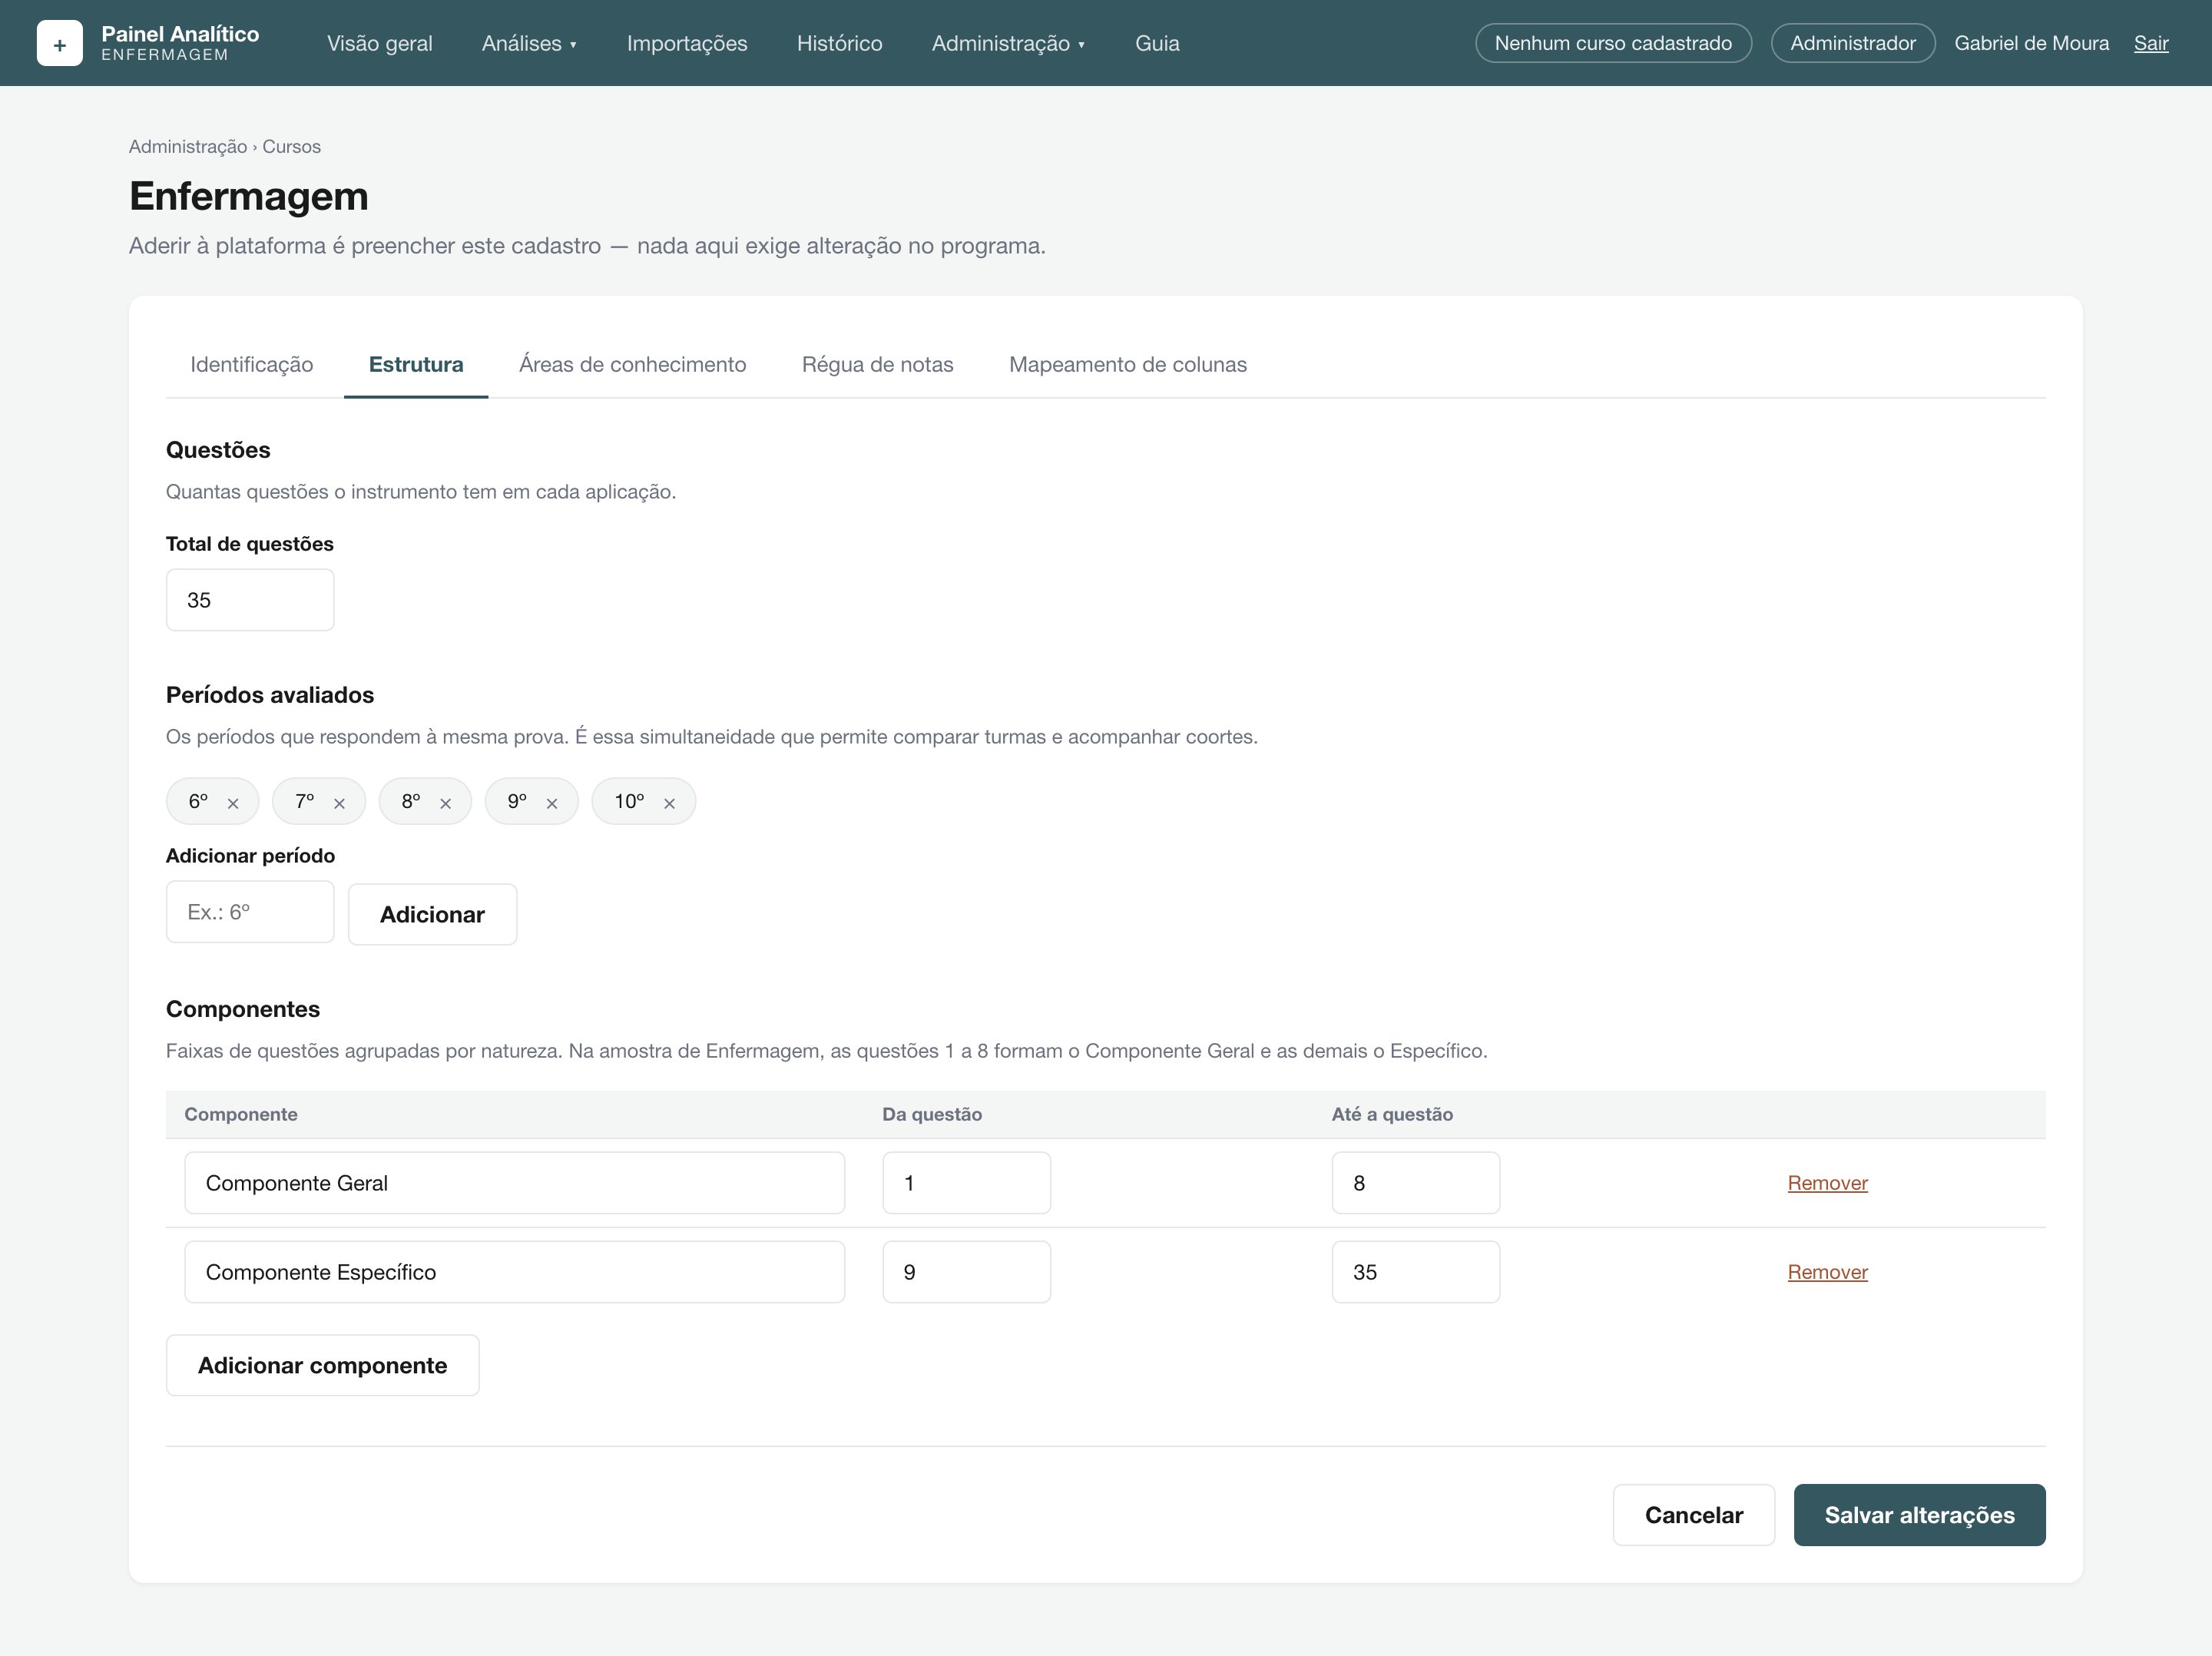 +
Painel Analítico
ENFERMAGEM
Visão geral
Análises ▾
Importações
Histórico
Administração ▾
Guia
Nenhum curso cadastrado
Administrador
Gabriel de Moura
Sair
Administração › Cursos
Enfermagem
Aderir à plataforma é preencher este cadastro — nada aqui exige alteração no programa.
Identificação
Estrutura
Áreas de conhecimento
Régua de notas
Mapeamento de colunas
Questões
Quantas questões o instrumento tem em cada aplicação.
Total de questões
35
Períodos avaliados
Os períodos que respondem à mesma prova. É essa simultaneidade que permite comparar turmas e acompanhar coortes.
6º ×
7º ×
8º ×
9º ×
10º ×
Adicionar período
Ex.: 6º
Adicionar
Componentes
Faixas de questões agrupadas por natureza. Na amostra de Enfermagem, as questões 1 a 8 formam o Componente Geral e as demais o Específico.
Componente
Da questão
Até a questão
Componente Geral
1
8
Remover
Componente Específico
9
35
Remover
Adicionar componente
Cancelar
Salvar alterações